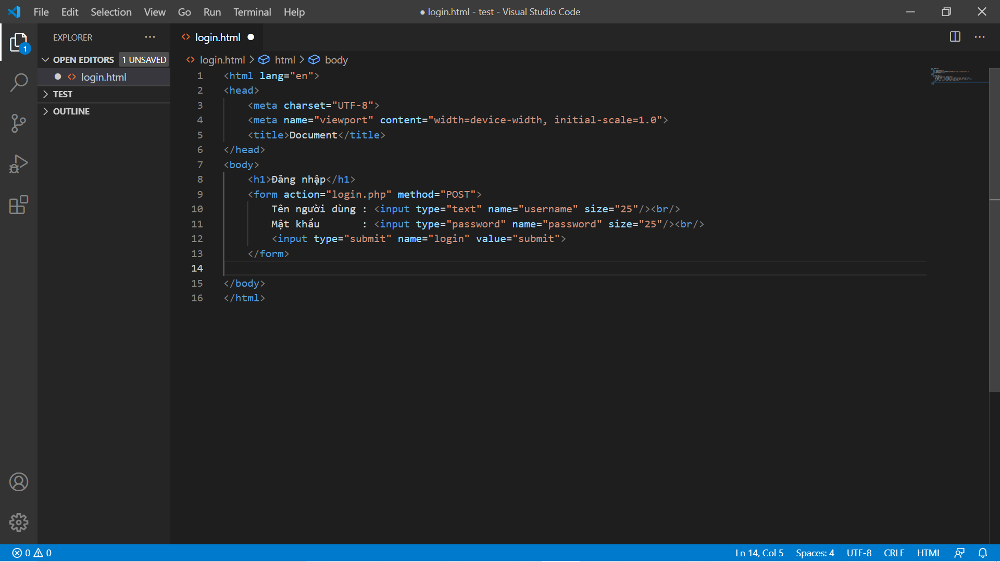 File Edit Selection View Go Run Terminal Help
● login.html - test - Visual Studio Code
1
EXPLORER
OPEN EDITORS 1 UNSAVED
login.html
TEST
OUTLINE
login.html
login.html > html > body
1 <html lang="en">
2 <head>
3 <meta charset="UTF-8">
4 <meta name="viewport" content="width=device-width, initial-scale=1.0">
5 <title>Document</title>
6 </head>
7 <body>
8 <h1>Đăng nhập</h1>
9 <form action="login.php" method="POST">
10 Tên người dùng : <input type="text" name="username" size="25"/><br/>
11 Mật khẩu : <input type="password" name="password" size="25"/><br/>
12 <input type="submit" name="login" value="submit">
13 </form>
14
15 </body>
16 </html>
0 0 Ln 14, Col 5 Spaces: 4 UTF-8 CRLF HTML